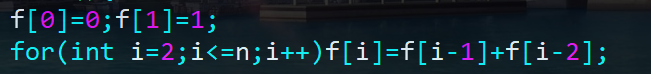 f[0]=0;f[1]=1;
for(int i=2;i<=n;i++)f[i]=f[i-1]+f[i-2];